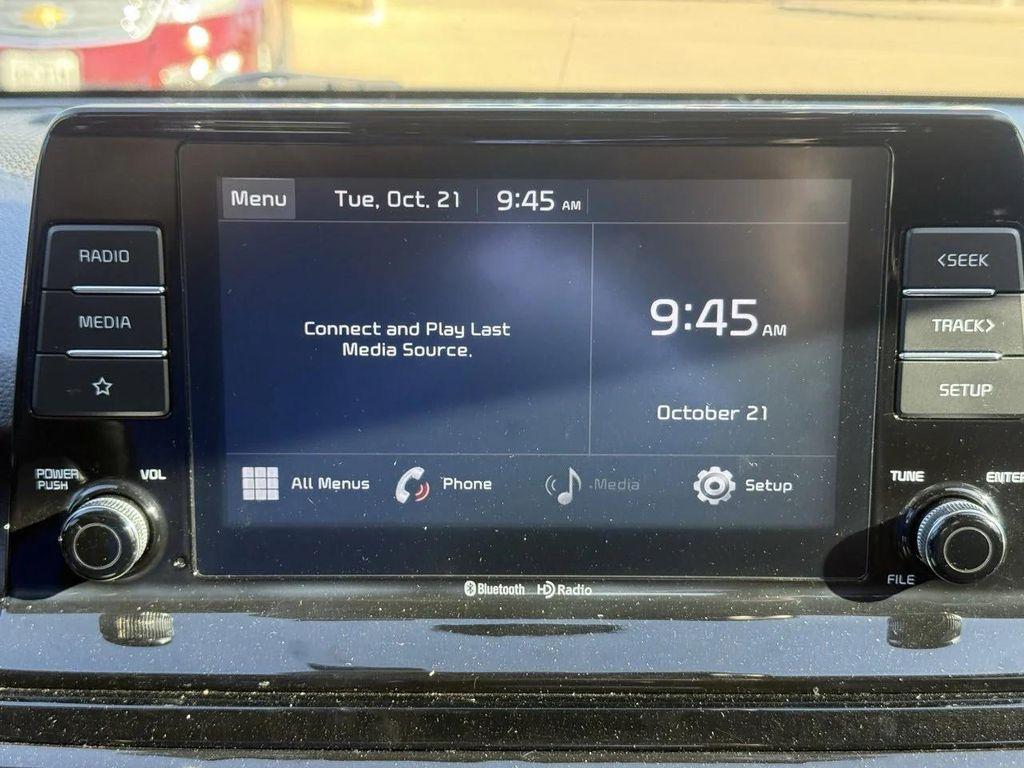 Menu Tue, Oct. 21 9:45 AM
RADIO
MEDIA
Connect and Play Last
Media Source.
9:45 AM
October 21
<SEEK
TRACK>
SETUP
All Menus Phone Media Setup
POWER
PUSH
VOL
TUNE
ENTER
FILE
Bluetooth HD Radio